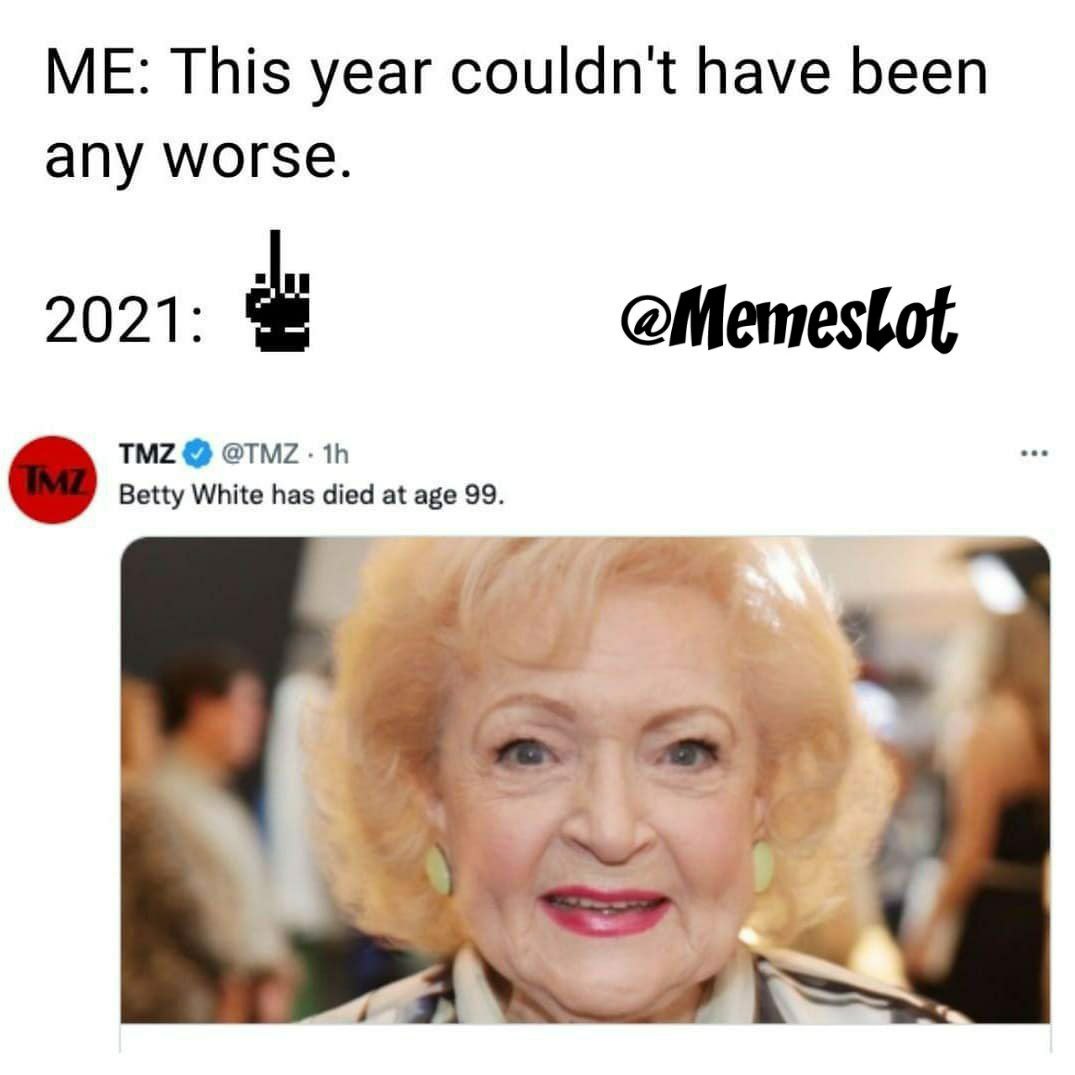 ME: This year couldn't have been
any worse.
2021:
@MemesLot
TMZ
TMZ @TMZ · 1h
Betty White has died at age 99.